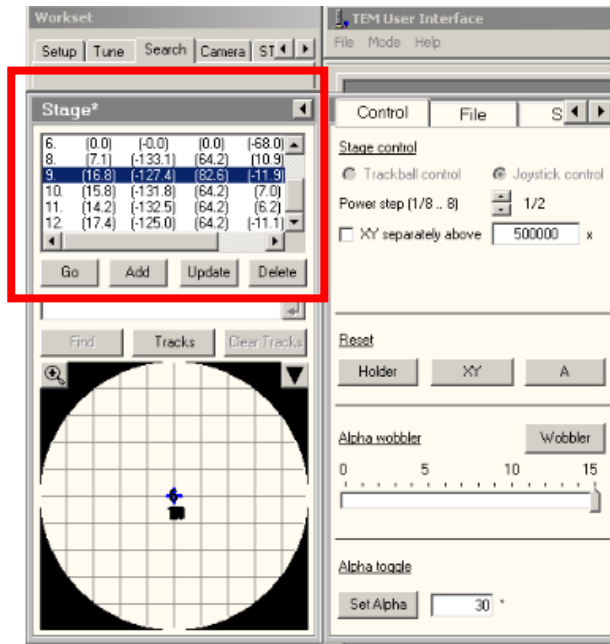 Workset
Setup Tune Search Camera ST
Stage²
6. (0.0) (-0.0) (0.0) (-68.0)
8. (7.1) (-133.1) (64.2) (10.9)
9. (16.8) (-127.4) (82.6) (-11.9)
10. (15.8) (-131.8) (64.2) (7.0)
11. (14.2) (-132.5) (64.2) (6.2)
12. (17.4) (-125.0) (64.2) (-11.1)
Go Add Update Delete
Find Tracks Clear Tracks
6
TEM User Interface
File Mode Help
Control File S
Stage control
Trackball control Joystick control
Power step (1/8 .. 8) 1/2
XY separately above 500000 x
Reset
Holder XY A
Alpha wobbler Wobbler
0 5 10 15
Alpha toggle
Set Alpha 30 °